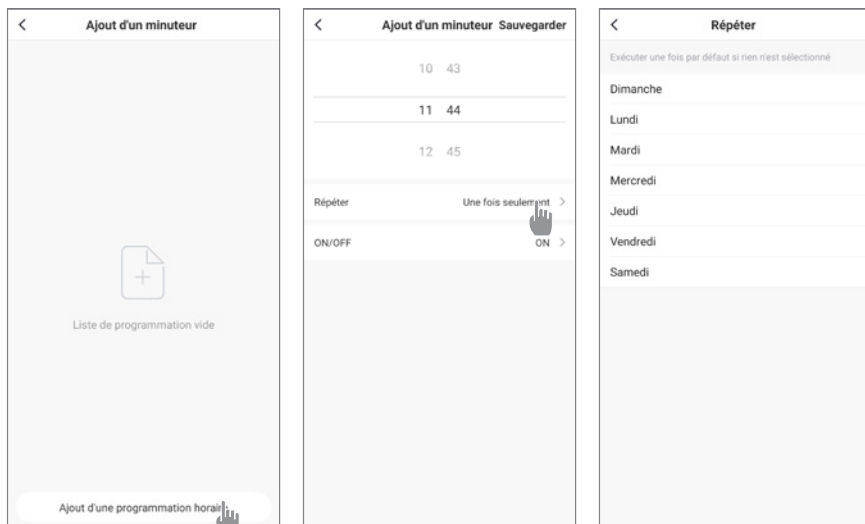 Ajout d'un minuteur
Liste de programmation vide
Ajout d'une programmation horaire
Ajout d'un minuteur Sauvegarder
10 43
11 44
12 45
Répéter Une fois seulement
ON/OFF ON
Répéter
Exécuter une fois par défaut si rien n'est sélectionné
Dimanche
Lundi
Mardi
Mercredi
Jeudi
Vendredi
Samedi